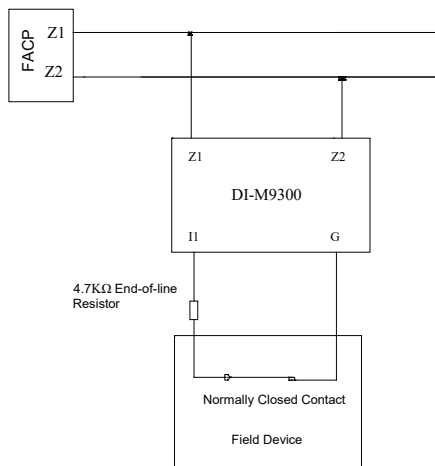 FACP
Z1
Z2
Z1
Z2
DI-M9300
I1
G
4.7KΩ End-of-line
Resistor
Normally Closed Contact
Field Device